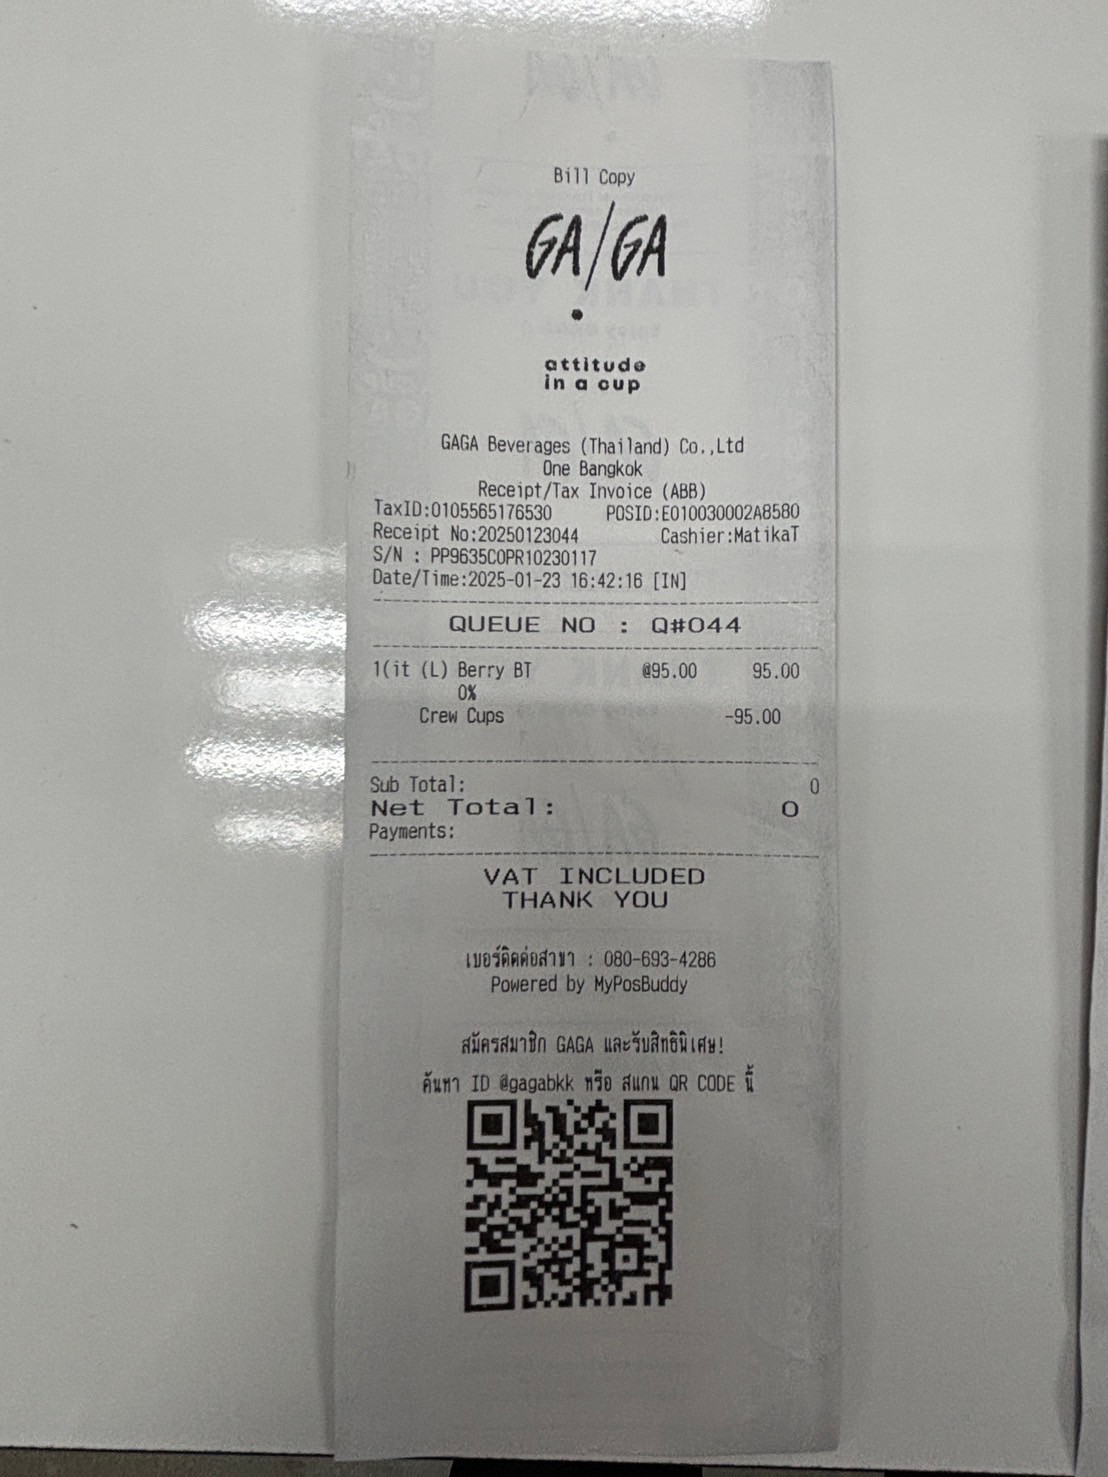 Bill Copy
GA/GA
attitude
in a cup
GAGA Beverages (Thailand) Co.,Ltd
One Bangkok
Receipt/Tax Invoice (ABB)
TaxID:0105565176530 POSID:E010030002A8580
Receipt No:20250123044 Cashier:MatikaT
S/N : PP9635COPR10230117
Date/Time:2025-01-23 16:42:16 [IN]
QUEUE NO : Q#044
1(it (L) Berry BT @95.00 95.00
0%
Crew Cups -95.00
Sub Total: 0
Net Total: 0
Payments:
VAT INCLUDED
THANK YOU
เบอร์ติดต่อสาขา : 080-693-4286
Powered by MyPosBuddy
สมัครสมาชิก GAGA และรับสิทธิพิเศษ!
ค้นหา ID @gagabkk หรือ สแกน QR CODE นี้